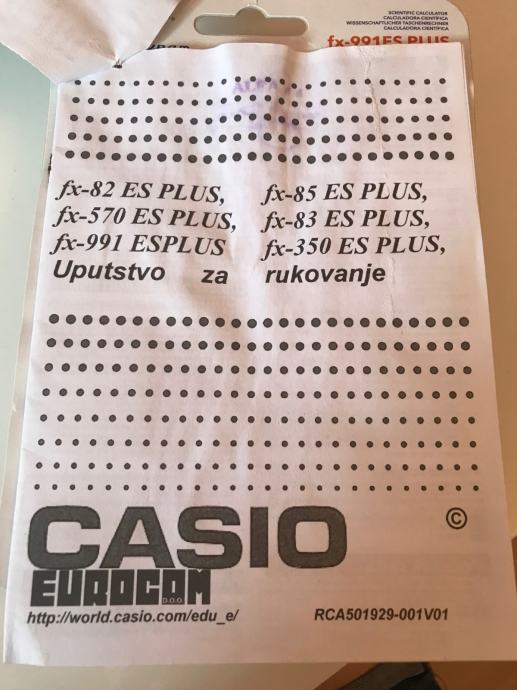 SCIENTIFIC CALCULATOR
CALCULADORA CIENTÍFICA
WISSENSCHAFTLICHER TASCHENRECHNER
CALCULADORA CIENTÍFICA
fx-991ES PLUS
fx-82 ES PLUS, fx-85 ES PLUS,
fx-570 ES PLUS, fx-83 ES PLUS,
fx-991 ESPLUS fx-350 ES PLUS,
Uputstvo za rukovanje
CASIO ©
EUROCOM D.O.O.
http://world.casio.com/edu_e/ RCA501929-001V01